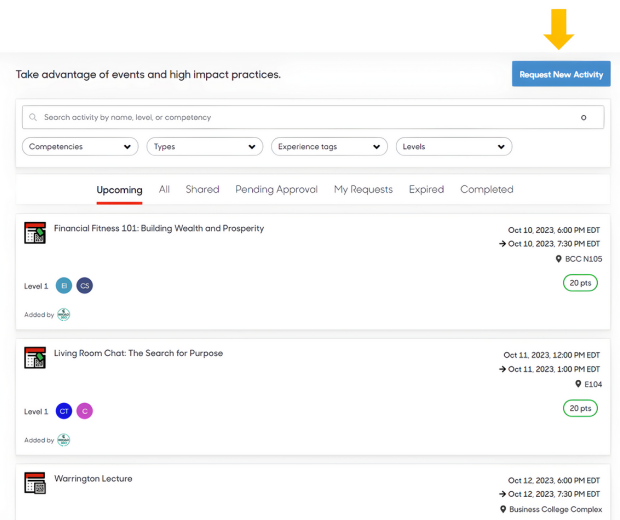 Take advantage of events and high impact practices.
Request New Activity
Search activity by name, level, or competency
Competencies
Types
Experience tags
Levels
Upcoming
All
Shared
Pending Approval
My Requests
Expired
Completed
Financial Fitness 101: Building Wealth and Prosperity
Oct 10, 2023, 6:00 PM EDT
→ Oct 10, 2023, 7:30 PM EDT
BCC N105
Level 1
EI
CS
20 pts
Added by
Living Room Chat: The Search for Purpose
Oct 11, 2023, 12:00 PM EDT
→ Oct 11, 2023, 1:00 PM EDT
E104
Level 1
CT
C
20 pts
Added by
Warrington Lecture
Oct 12, 2023, 6:00 PM EDT
→ Oct 12, 2023, 7:30 PM EDT
Business College Complex